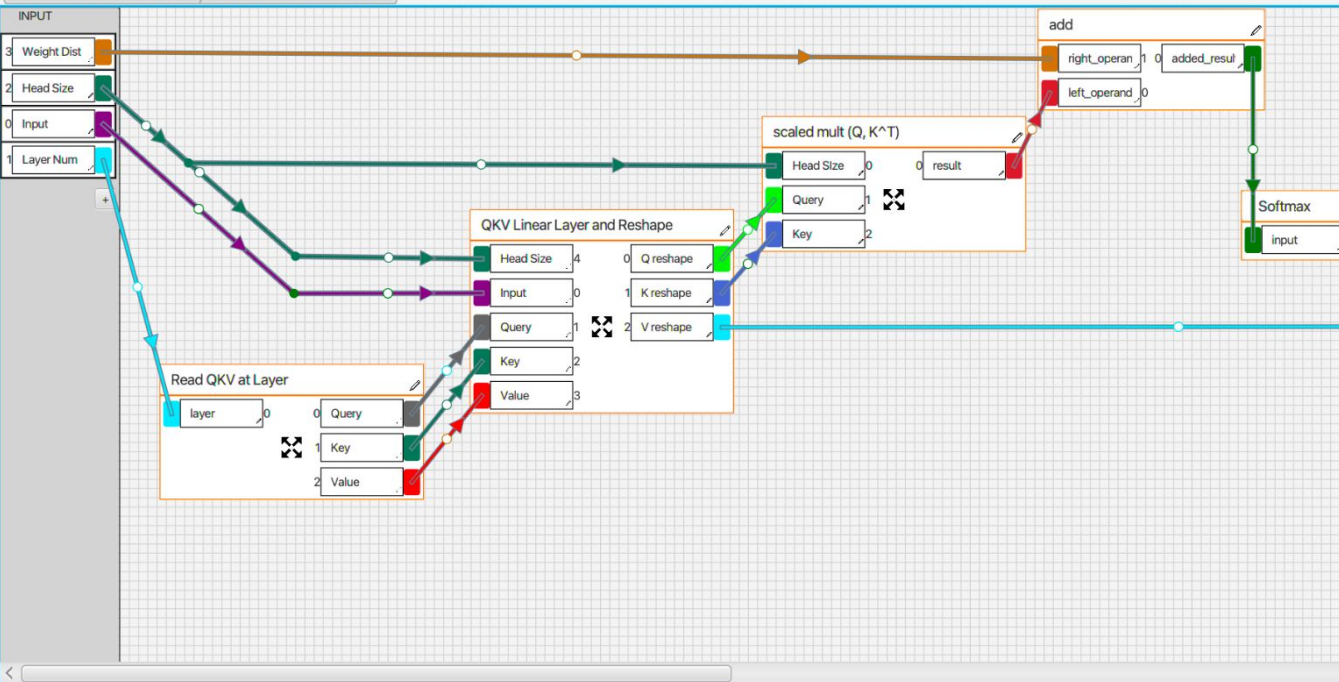 INPUT
3 Weight Dist
2 Head Size
0 Input
1 Layer Num
+
Read QKV at Layer
layer 0 0 Query
1 Key
2 Value
QKV Linear Layer and Reshape
Head Size 4 0 Q reshape
Input 0 1 K reshape
Query 1 2 V reshape
Key 2
Value 3
scaled mult (Q, K^T)
Head SIze 0 0 result
Query 1
Key 2
add
right_operan 1 0 added_resul
left_operand 0
Softmax
input